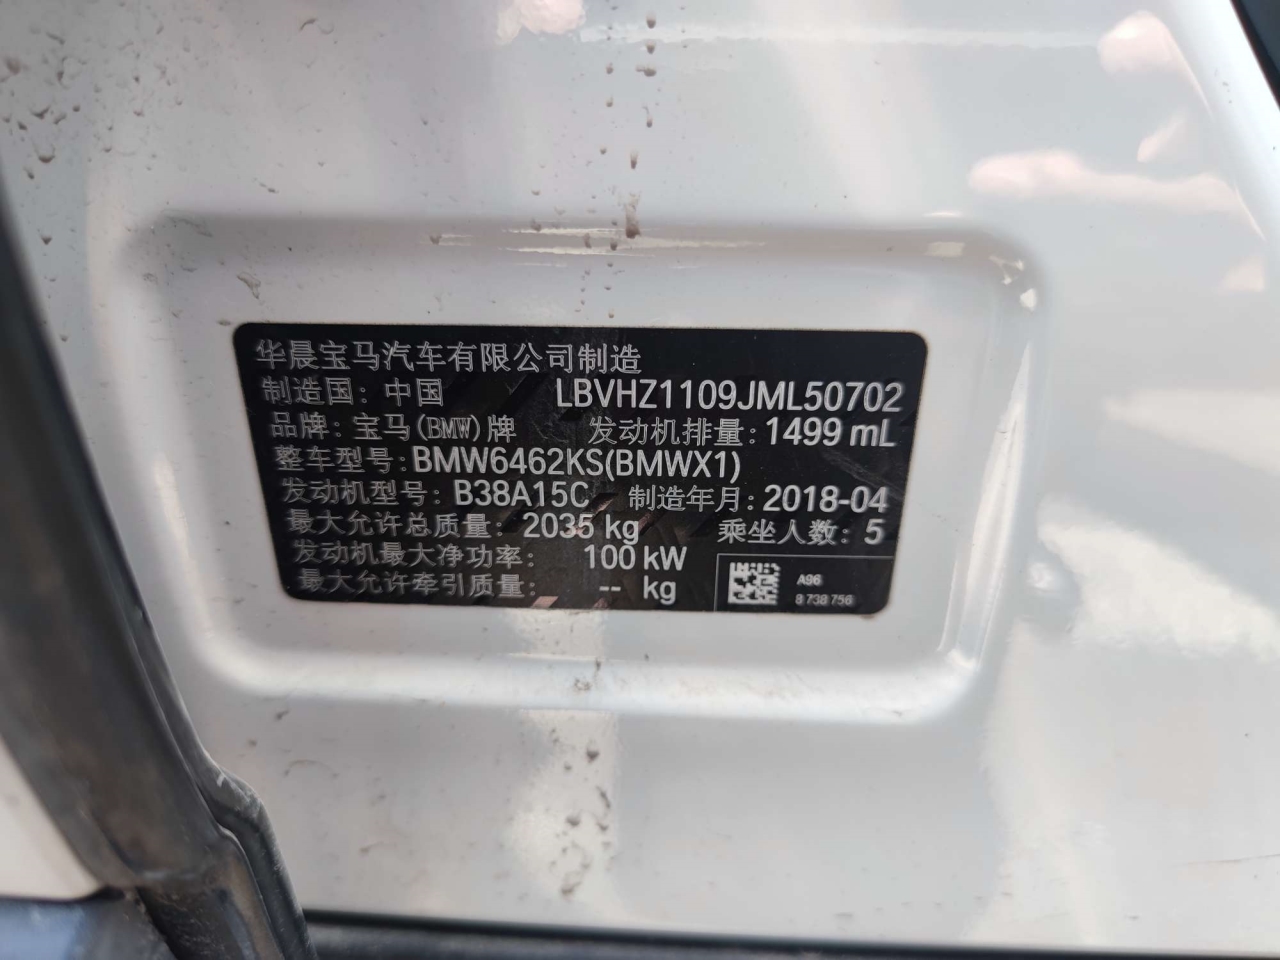 华晨宝马汽车有限公司制造
制造国: 中国 LBVHZ1109JML50702
品牌: 宝马(BMW)牌 发动机排量: 1499 mL
整车型号: BMW6462KS(BMWX1)
发动机型号: B38A15C 制造年月: 2018-04
最大允许总质量: 2035 kg 乘坐人数: 5
发动机最大净功率: 100 kW
最大允许牵引质量: -- kg
A96
8 738 756